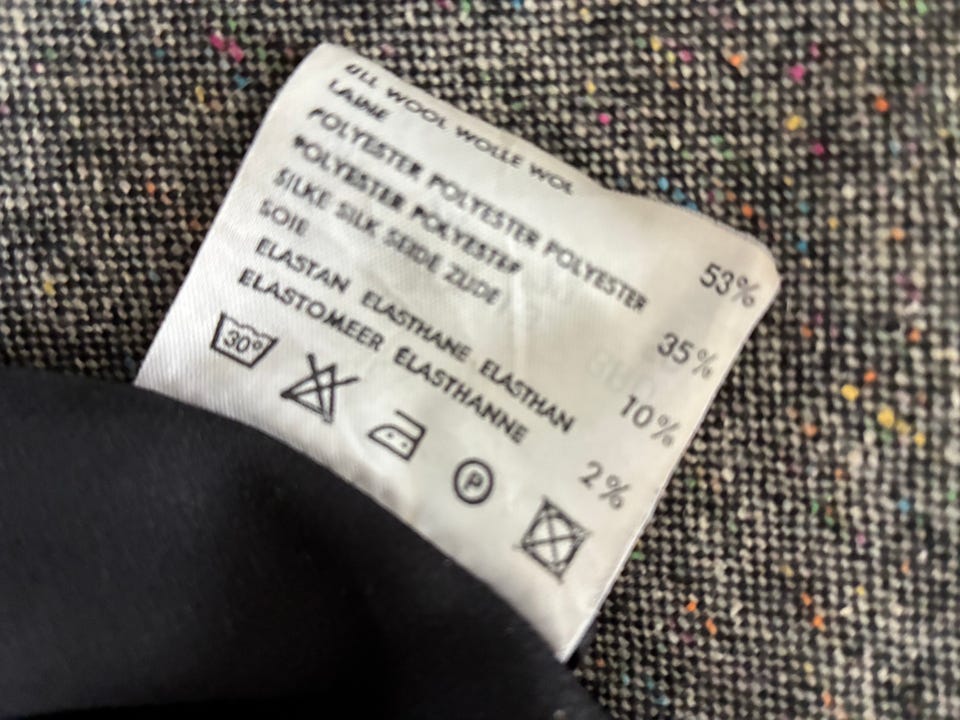 ULL WOOL WOLLE WOL
LAINE 53%
POLYESTER POLYESTER POLYESTER
POLYESTER POLYESTER 35%
SILKE SILK SEIDE ZIJDE
SOIE 10%
ELASTAN ELASTHANE ELASTHAN
ELASTOMEER ELASTHANNE 2%
30°
P